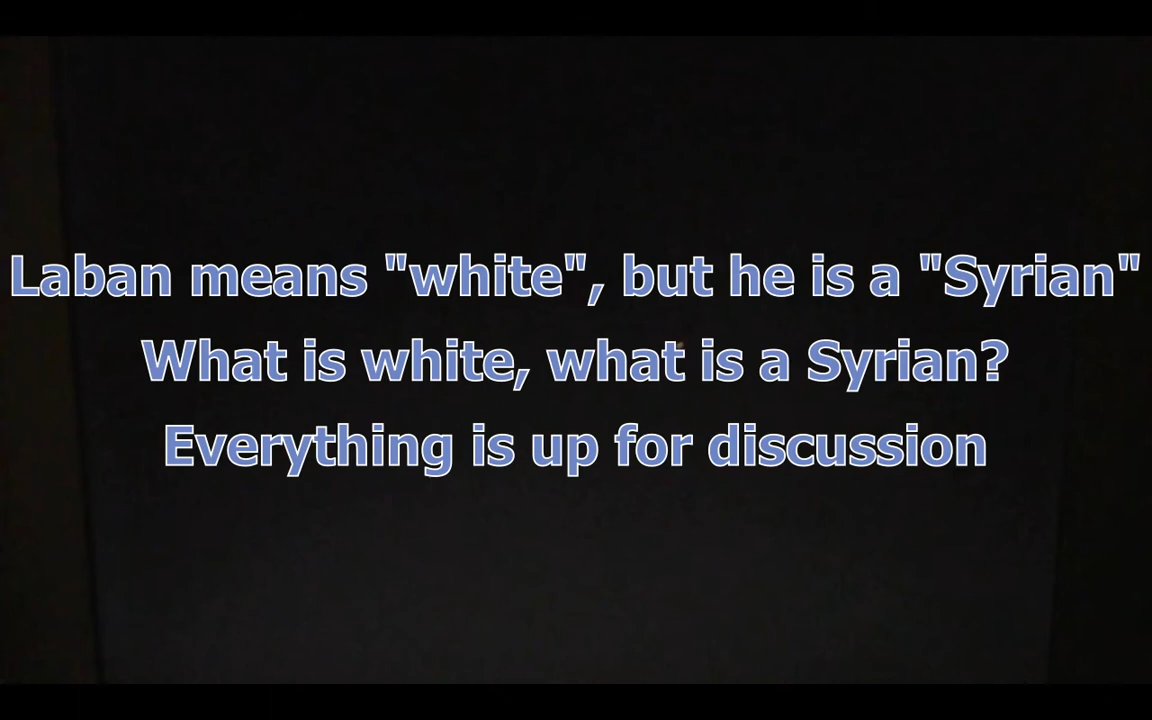 Laban means "white", but he is a "Syrian"
What is white, what is a Syrian?
Everything is up for discussion